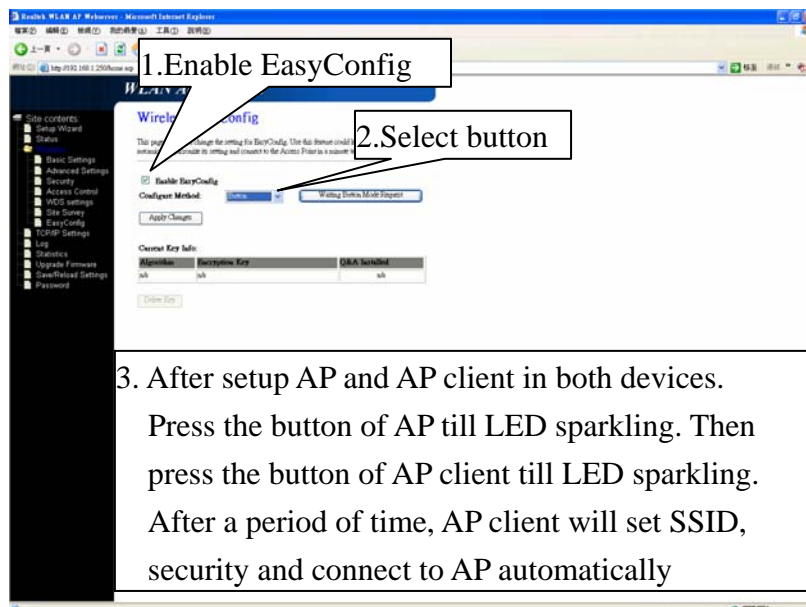 Realtek WLAN AP Webserver - Microsoft Internet Explorer
1.Enable EasyConfig
WLAN A
Site contents:
Setup Wizard
Status
Basic Settings
Advanced Settings
Security
Access Control
WDS settings
Site Survey
EasyConfig
TCP/IP Settings
Log
Statistics
Upgrade Firmware
Save/Reload Settings
Password
2.Select button
Enable EasyConfig
Configure Method:
Button
Waiting Button Mode Request
Apply Changes
Current Key Info:
Algorithm
Encryption Key
Q&A Installed
n/a
n/a
n/a
Delete Key
3. After setup AP and AP client in both devices.
Press the button of AP till LED sparkling. Then
press the button of AP client till LED sparkling.
After a period of time, AP client will set SSID,
security and connect to AP automatically